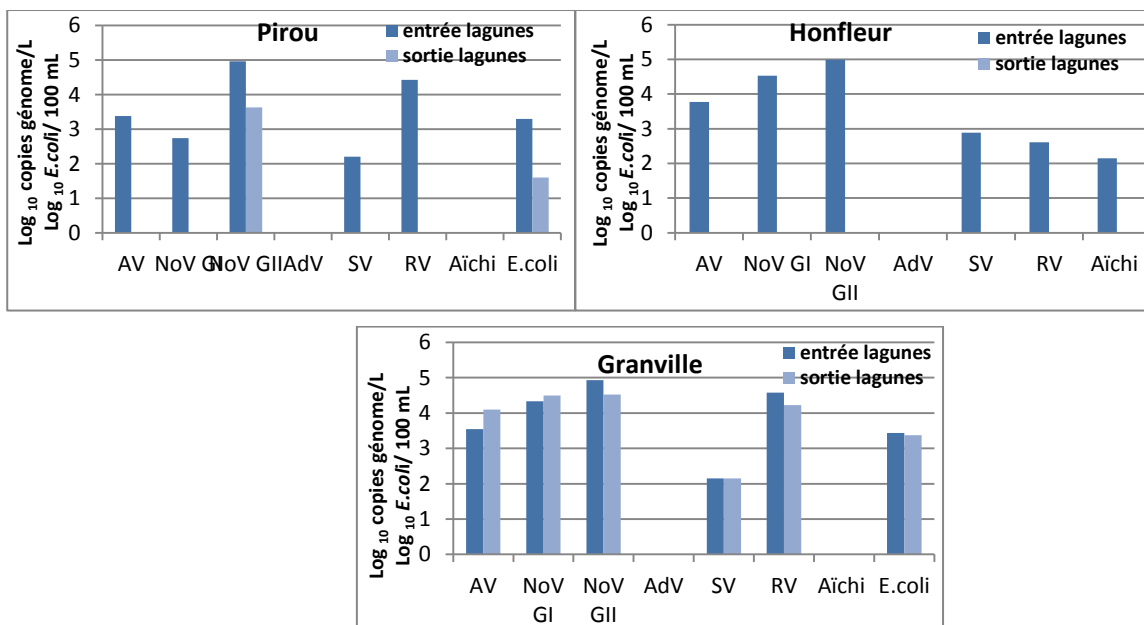 Pirou
entrée lagunes
sortie lagunes
Log 10 copies génome/L
Log 10 E.coli/ 100 mL
6
5
4
3
2
1
0
AV NoV GI NoV GII AdV SV RV Aïchi E.coli
Honfleur
entrée lagunes
sortie lagunes
Log 10 copies génome/L
Log 10 E.coli/ 100 mL
6
5
4
3
2
1
0
AV NoV GI NoV AdV SV RV Aïchi
GII
Granville
entrée lagunes
sortie lagunes
Log 10 copies génome/L
Log 10 E.coli/ 100 mL
6
5
4
3
2
1
0
AV NoV NoV AdV SV RV Aïchi E.coli
GI GII